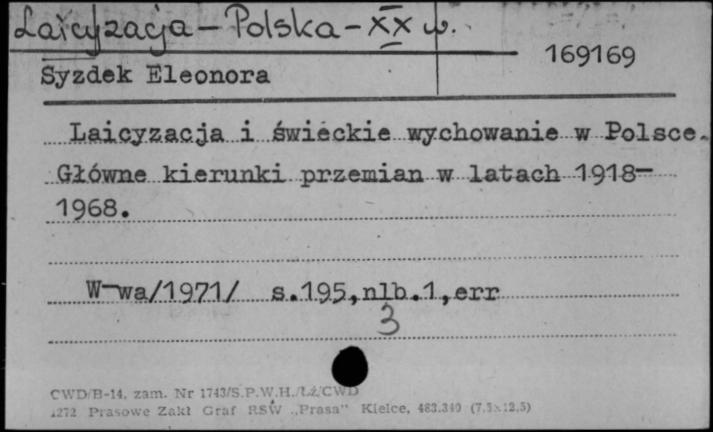 Laicyzacja – Polska – XX w.
169169
Syzdek Eleonora
Laicyzacja i świeckie wychowanie w Polsce.
Główne kierunki przemian w latach 1918-
1968.
W-wa/1971/ s.195,nlb.1,err
3
CWD/B-14, zam. Nr 1743/S.P.W.H./Łż/CWD
1272 Prasowe Zakł Graf RSW „Prasa" Kielce, 483.340 (7,5x12,5)